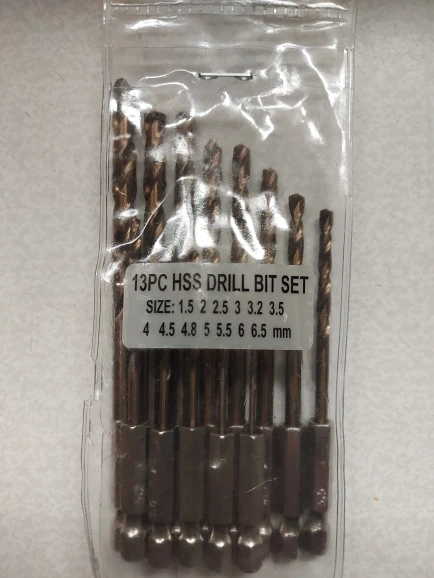 13PC HSS DRILL BIT SET
SIZE: 1.5 2 2.5 3 3.2 3.5
4 4.5 4.8 5 5.5 6 6.5 mm